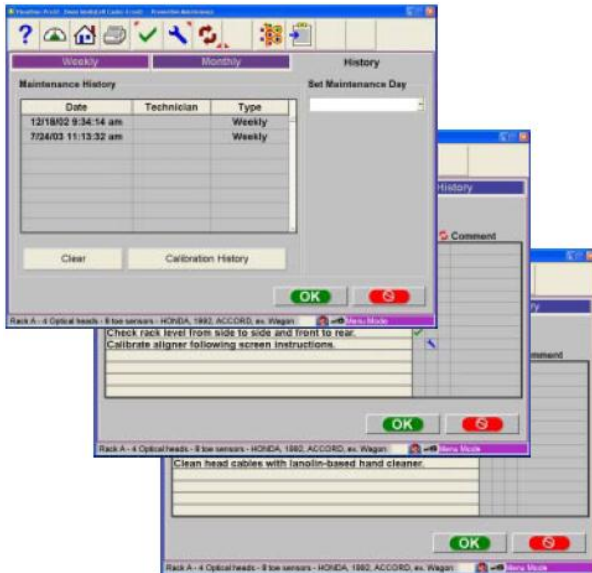 Weekly
Monthly
History
Maintenance History
Set Maintenance Day
Date
Technician
Type
12/18/02 9:34:14 am
Weekly
7/24/03 11:13:32 am
Weekly
Clear
Calibration History
OK
Rack A - 4 Optical heads - 8 toe sensors - HONDA, 1992, ACCORD, ex. Wagon
Menu Mode
History
Comment
Check rack level from side to side and front to rear.
Calibrate aligner following screen instructions.
OK
Rack A - 4 Optical heads - 8 toe sensors - HONDA, 1992, ACCORD, ex. Wagon
Menu Mode
Clean head cables with lanolin-based hand cleaner.
OK
Rack A - 4 Optical heads - 8 toe sensors - HONDA, 1992, ACCORD, ex. Wagon
Menu Mode